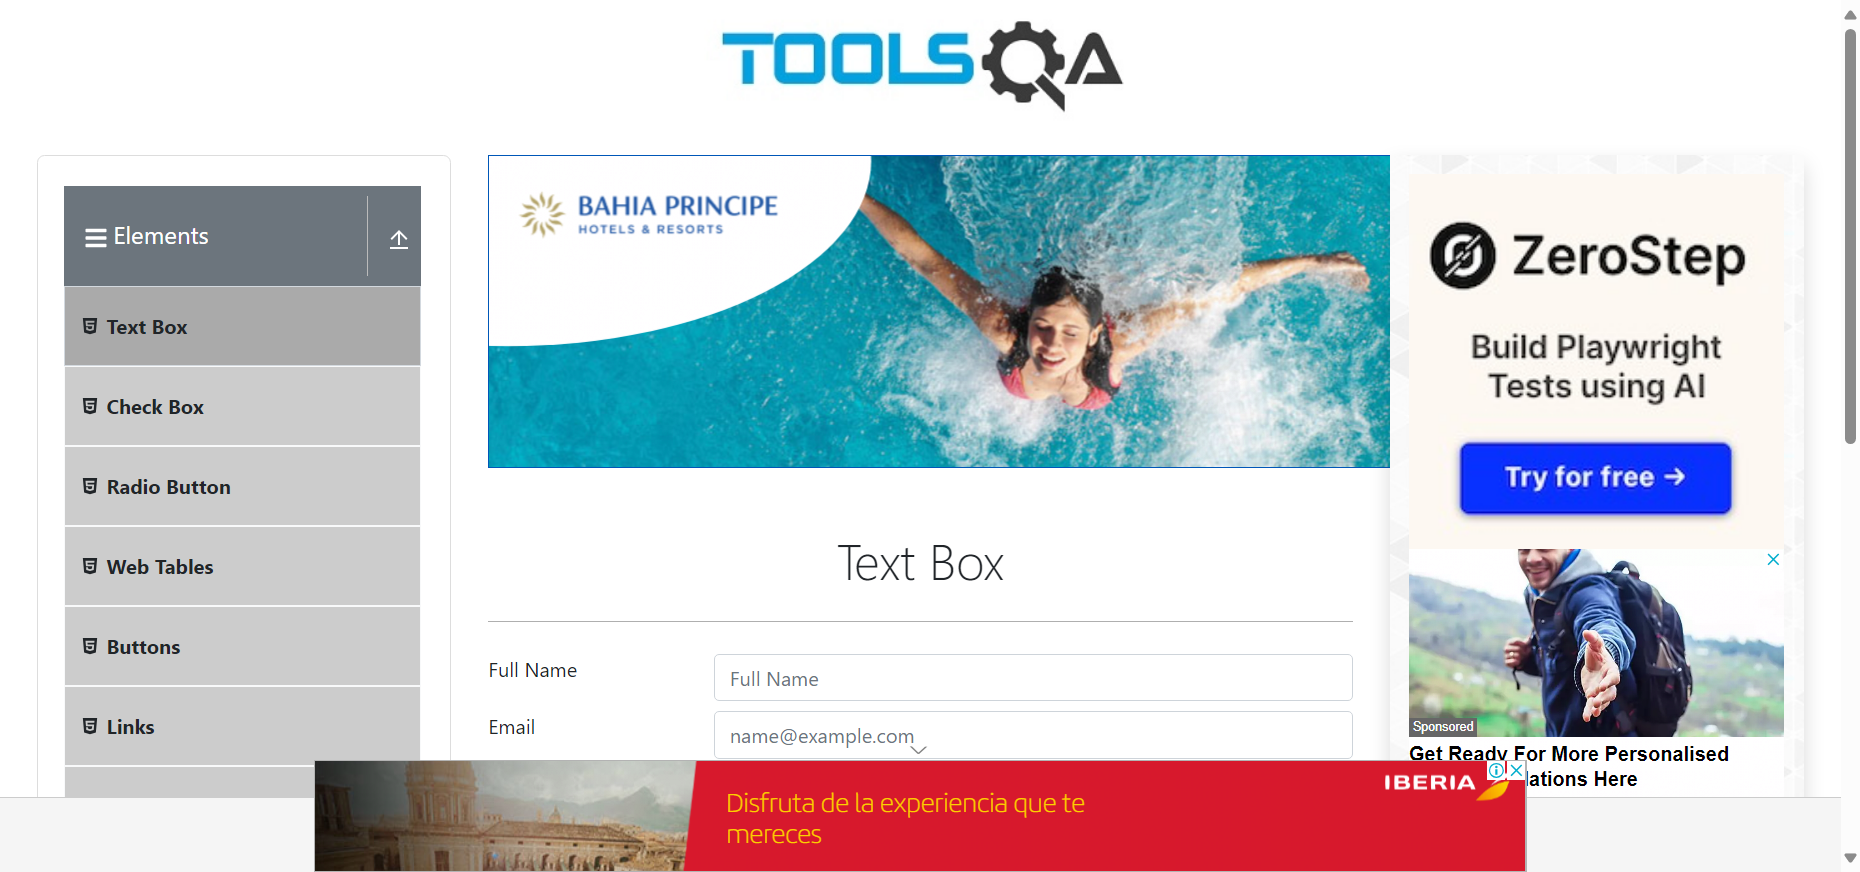 TOOLSQA
Elements
Text Box
Check Box
Radio Button
Web Tables
Buttons
Links
BAHIA PRINCIPE
HOTELS & RESORTS
Text Box
Full Name
Full Name
Email
name@example.com
ZeroStep
Build Playwright
Tests using AI
Try for free →
Sponsored
Get Ready For More Personalised
Here
Disfruta de la experiencia que te
mereces
IBERIA